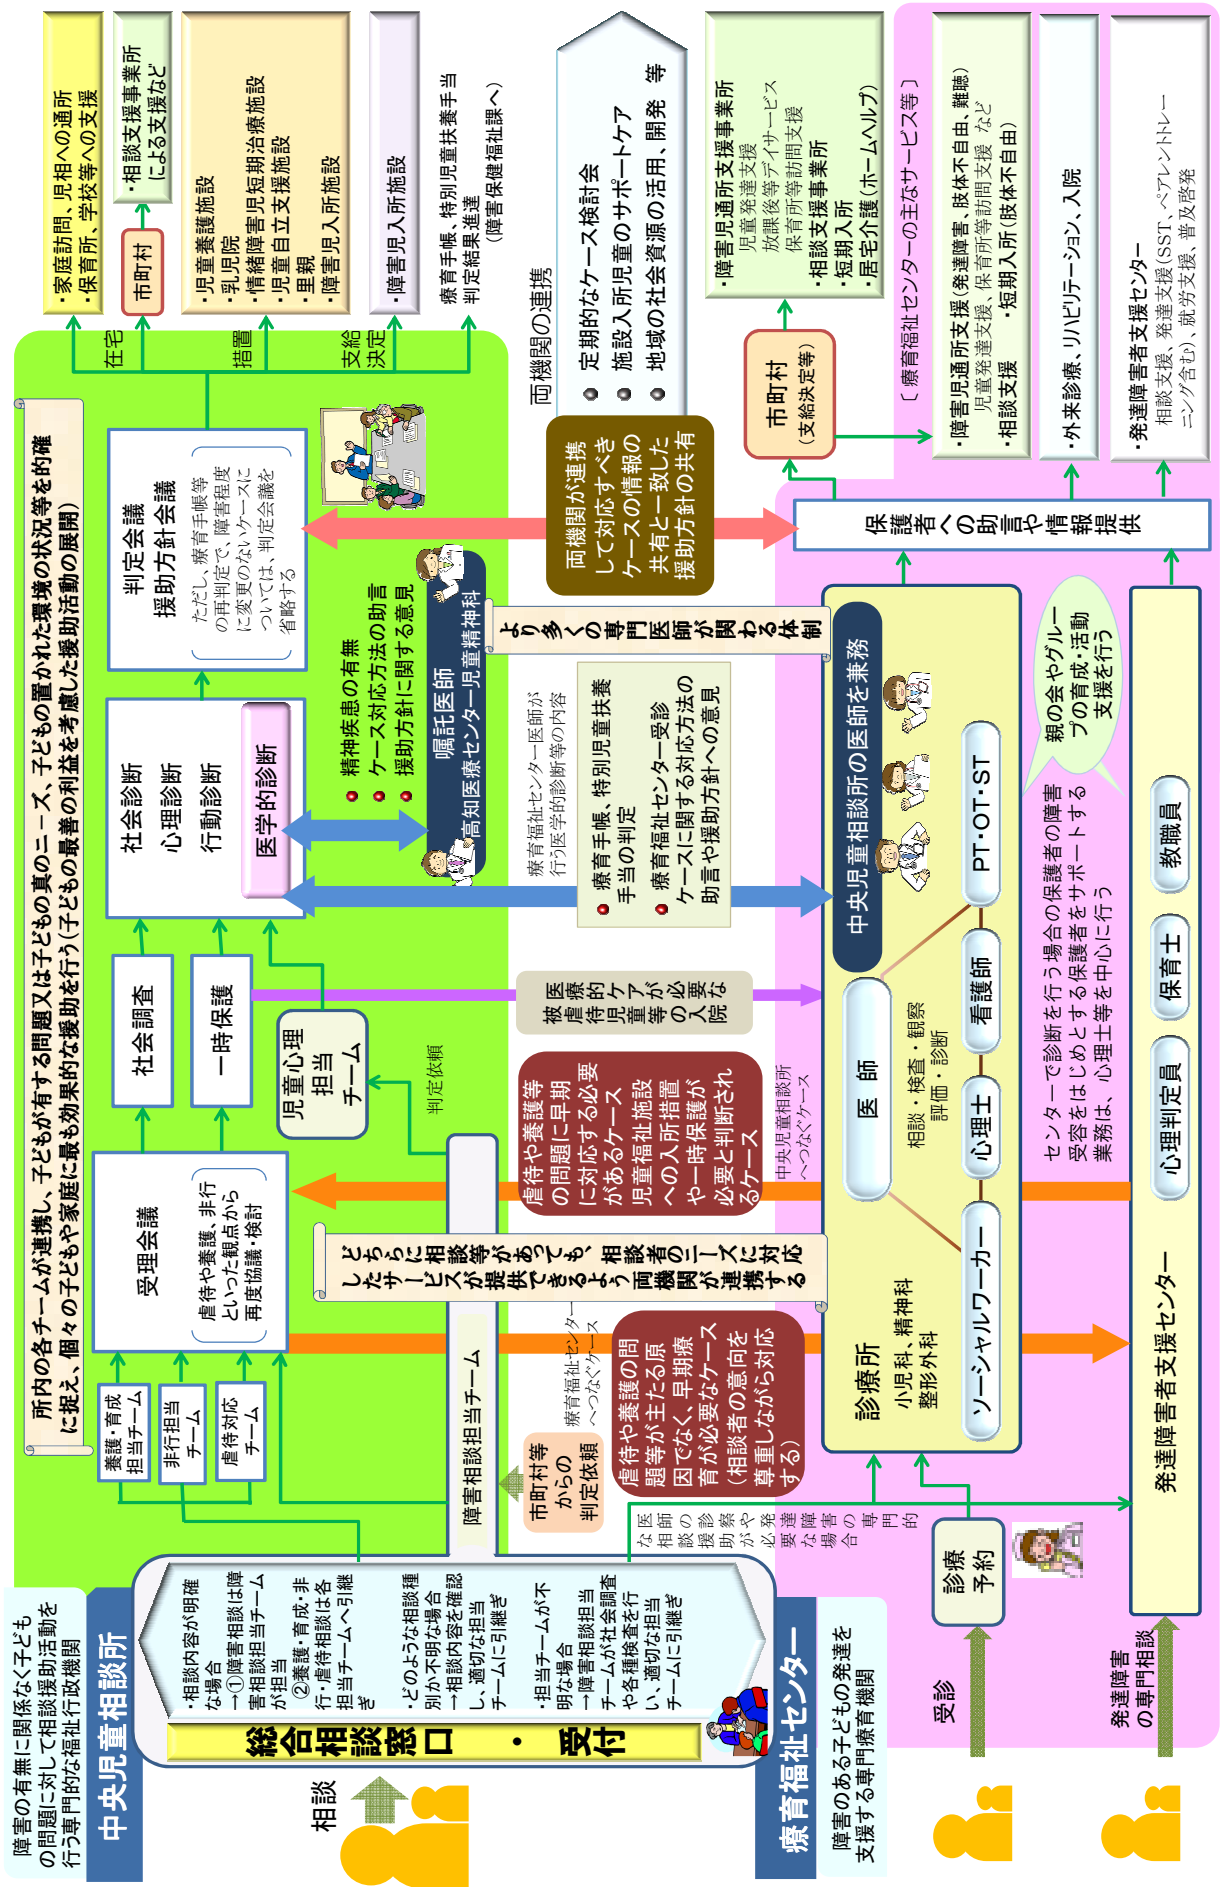 障害の有無に関係なく子ども
の問題に対して相談援助活動を
行う専門的な福祉行政機関
中央児童相談所
所内の各チームが連携し、子どもが有する問題又は子どもの真のニーズ、子どもの置かれた環境の状況等を的確
に捉え、個々の子どもや家庭に最も効果的な援助を行う(子どもの最善の利益を考慮した援助活動の展開)
相談
総合相談窓口 ・ 受付
・相談内容が明確
な場合
→①障害相談は障
害相談担当チーム
が担当
②養護・育成・非
行・虐待相談は各
担当チームへ引継
ぎ
・どのような相談種
別か不明な場合
→相談内容を確認
し、適切な担当
チームに引継ぎ
・担当チームが不
明な場合
→障害相談担当
チームが社会調査
や各種検査を行
い、適切な担当
チームに引継ぎ
養護・育成
担当チーム
非行担当
チーム
虐待対応
チーム
障害相談担当チーム
市町村等
からの
判定依頼
受理会議
虐待や養護、非行
といった観点から
再度協議・検討
社会調査
一時保護
児童心理
担当
チーム
判定依頼
社会診断
心理診断
行動診断
医学的診断
判定会議
援助方針会議
ただし、療育手帳等
の再判定で、障害程度
に変更のないケースに
ついては、判定会議を
省略する
精神疾患の有無
ケース対応方法の助言
援助方針に関する意見
嘱託医師
高知医療センター児童精神科
在宅
措置
支給
決定
・家庭訪問、児相への通所
・保育所、学校等への支援
市町村
・相談支援事業所
による支援など
・児童養護施設
・乳児院
・情緒障害児短期治療施設
・児童自立支援施設
・里親
・障害児入所施設
・障害児入所施設
療育手帳、特別児童扶養手当
判定結果進達
(障害保健福祉課へ)
どちらに相談等があっても、相談者のニーズに対応
したサービスが提供できるよう両機関が連携する
療育福祉センター
へつなぐケース
虐待や養護の問
題等が主たる原
因でなく、早期療
育が必要なケース
(相談者の意向を
尊重しながら対応
する)
虐待や養護等
の問題に早期
に対応する必要
があるケース
児童福祉施設
への入所措置
や一時保護が
必要と判断され
るケース
中央児童相談所
へつなぐケース
医療的ケアが必要な
被虐待児童等の入院
療育福祉センター医師が
行う医学的診断等の内容
療育手帳、特別児童扶養
手当の判定
療育福祉センター受診
ケースに関する対応方法の
助言や援助方針への意見
より多くの専門医師が関わる体制
両機関が連携
して対応すべき
ケースの情報の
共有と一致した
援助方針の共有
両機関の連携
定期的なケース検討会
施設入所児童のサポートケア
地域の社会資源の活用、開発 等
療育福祉センター
障害のある子どもの発達を
支援する専門療育機関
医師の診察や発達障害の専門的
な相談援助が必要な場合
受診
診療
予約
発達障害
の専門相談
診療所
小児科、精神科
整形外科
中央児童相談所の医師を兼務
医 師
相談・検査・観察
評価・診断
ソーシャルワーカー
心理士
看護師
PT・OT・ST
センターで診断を行う場合の保護者の障害
受容をはじめとする保護者をサポートする
業務は、心理士等を中心に行う
親の会やグルー
プの育成・活動
支援を行う
発達障害者支援センター
心理判定員
保育士
教職員
保護者への助言や情報提供
市町村
(支給決定等)
・障害児通所支援事業所
児童発達支援
放課後等デイサービス
保育所等訪問支援
・相談支援事業所
・短期入所
・居宅介護(ホームヘルプ)
〔 療育福祉センターの主なサービス等 〕
・障害児通所支援(発達障害、肢体不自由、難聴)
児童発達支援、保育所等訪問支援 など
・相談支援 ・短期入所(肢体不自由)
・外来診療、リハビリテーション、入院
・発達障害者支援センター
相談支援、発達支援(SST、ペアレントトレー
ニング含む)、就労支援、普及啓発